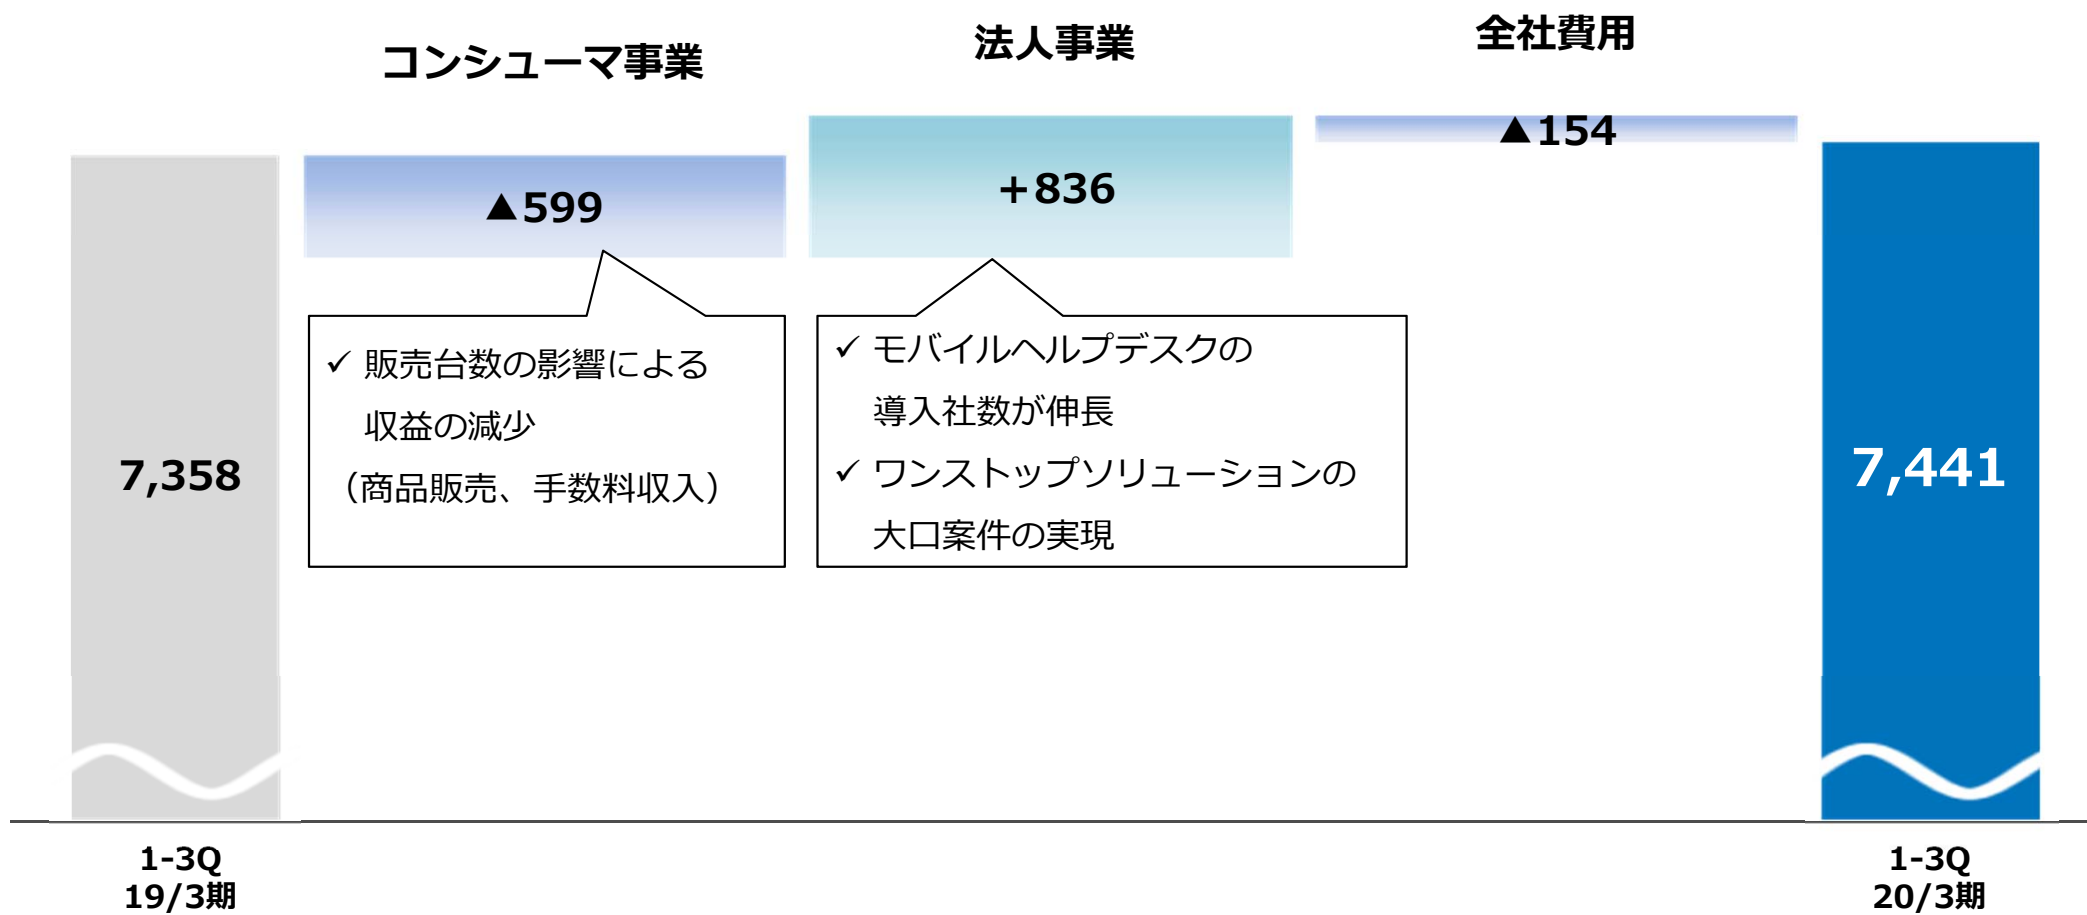 コンシューマ事業
法人事業
全社費用
7,358
▲599
+836
▲154
7,441
✓ 販売台数の影響による
収益の減少
（商品販売、手数料収入）
✓ モバイルヘルプデスクの
導入社数が伸長
✓ ワンストップソリューションの
大口案件の実現
1-3Q
19/3期
1-3Q
20/3期